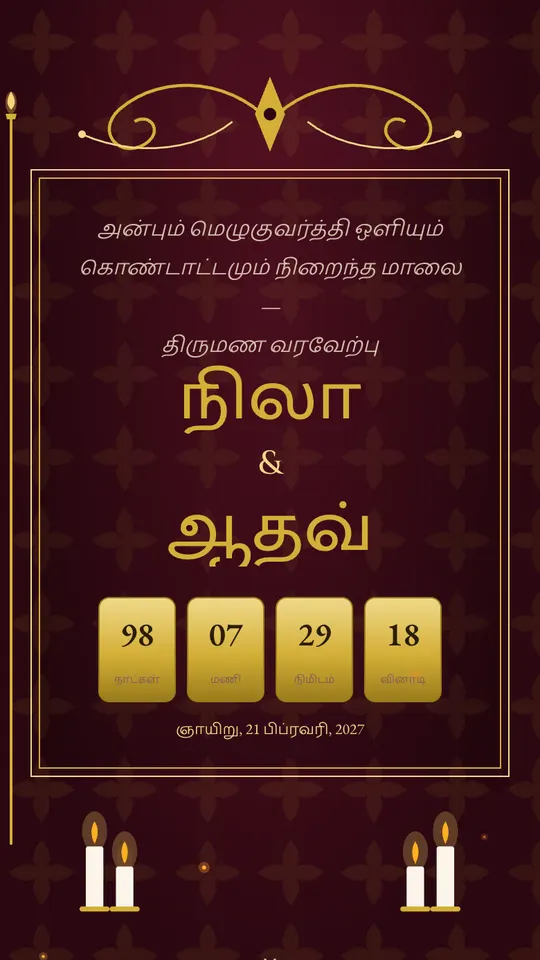 அன்பும் மெழுகுவர்த்தி ஒளியும்
கொண்டாட்டமும் நிறைந்த மாலை
—
திருமண வரவேற்பு
நிலா
&
ஆதவ்
98 07 29 18
நாட்கள் மணி நிமிடம் வினாடி
ஞாயிறு, 21 பிப்ரவரி, 2027